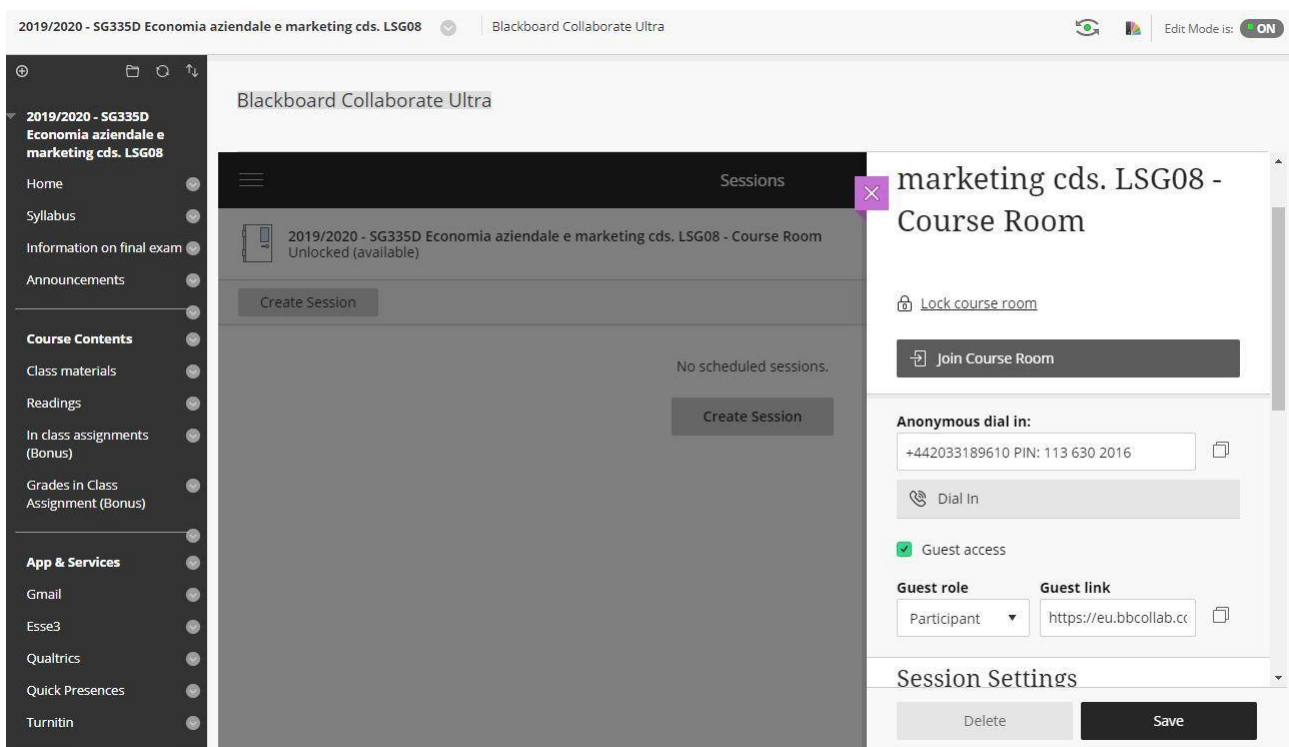 2019/2020 - SG335D Economia aziendale e marketing cds. LSG08
Blackboard Collaborate Ultra
Edit Mode is:
ON
2019/2020 - SG335D
Economia aziendale e
marketing cds. LSG08
Home
Syllabus
Information on final exam
Announcements
Course Contents
Class materials
Readings
In class assignments
(Bonus)
Grades in Class
Assignment (Bonus)
App & Services
Gmail
Esse3
Qualtrics
Quick Presences
Turnitin
Blackboard Collaborate Ultra
Sessions
2019/2020 - SG335D Economia aziendale e marketing cds. LSG08 - Course Room
Unlocked (available)
Create Session
No scheduled sessions.
Create Session
marketing cds. LSG08 -
Course Room
Lock course room
Join Course Room
Anonymous dial in:
+442033189610 PIN: 113 630 2016
Dial In
Guest access
Guest role
Guest link
Participant
https://eu.bbcollab.cc
Session Settings
Delete
Save